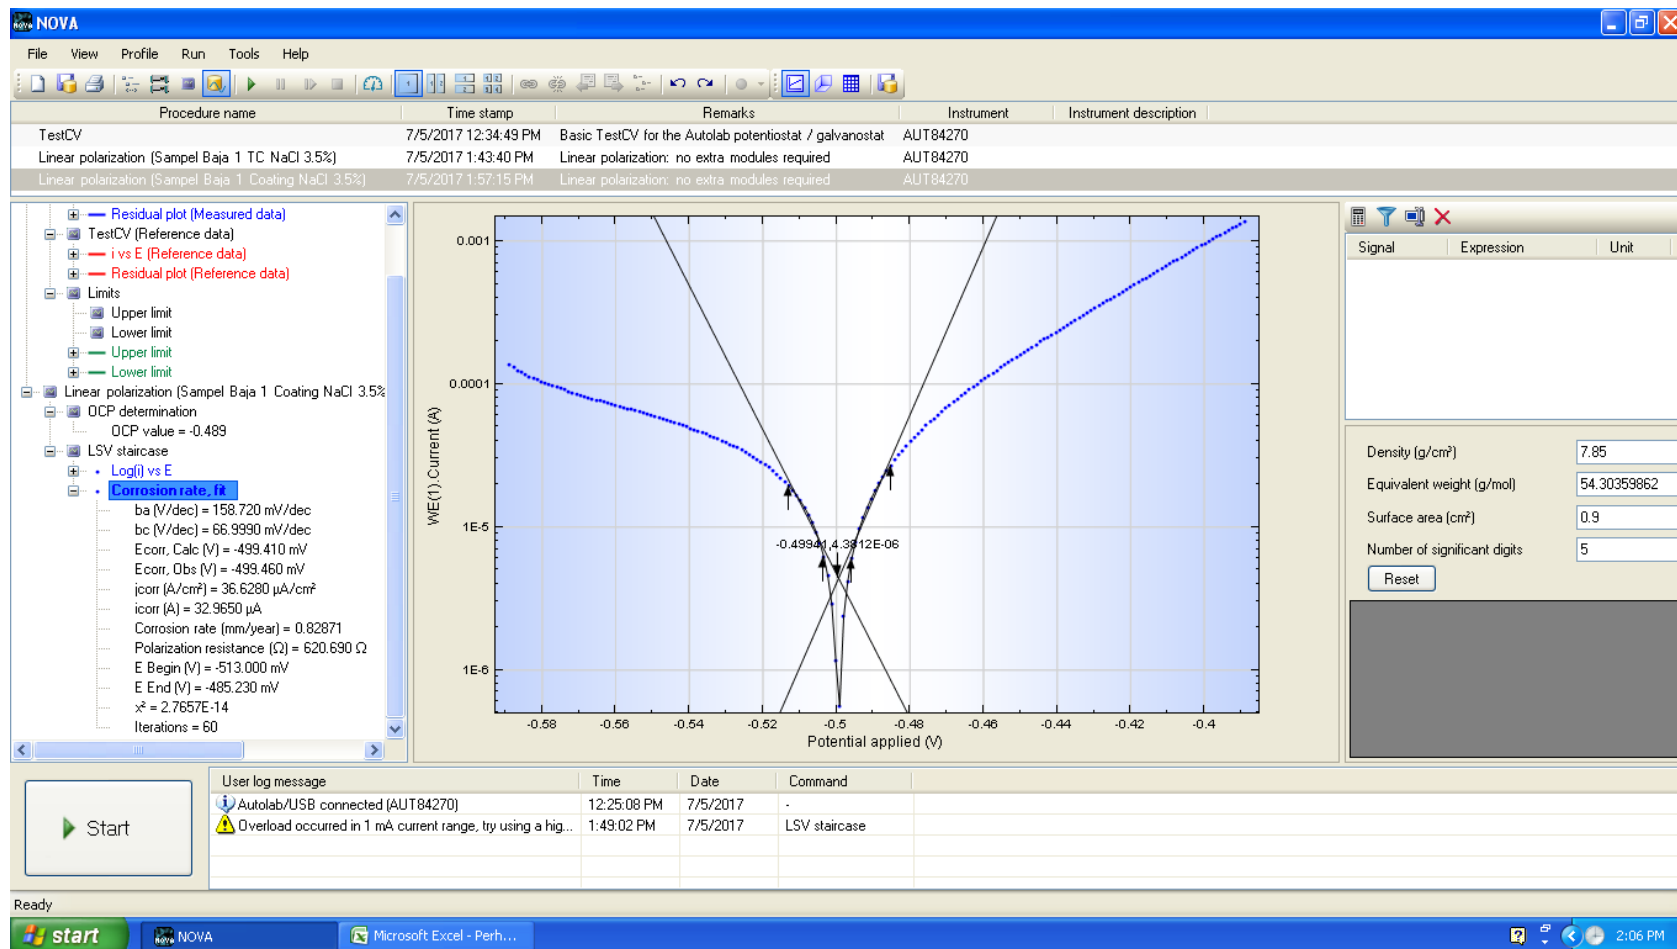 NOVA
File View Profile Run Tools Help
Procedure name Time stamp Remarks Instrument Instrument description
TestCV 7/5/2017 12:34:49 PM Basic TestCV for the Autolab potentiostat / galvanostat AUT84270
Linear polarization (Sampel Baja 1 TC NaCl 3.5%) 7/5/2017 1:43:40 PM Linear polarization: no extra modules required AUT84270
Linear polarization (Sampel Baja 1 Coating NaCl 3.5%) 7/5/2017 1:57:15 PM Linear polarization: no extra modules required AUT84270
Residual plot (Measured data)
TestCV (Reference data)
i vs E (Reference data)
Residual plot (Reference data)
Limits
Upper limit
Lower limit
Upper limit
Lower limit
Linear polarization (Sampel Baja 1 Coating NaCl 3.5%
OCP determination
OCP value = -0.489
LSV staircase
Log(i) vs E
Corrosion rate, fit
ba (V/dec) = 158.720 mV/dec
bc (V/dec) = 66.9990 mV/dec
Ecorr, Calc (V) = -499.410 mV
Ecorr, Obs (V) = -499.460 mV
jcorr (A/cm²) = 36.6280 µA/cm²
icorr (A) = 32.9650 µA
Corrosion rate (mm/year) = 0.82871
Polarization resistance (Ω) = 620.690 Ω
E Begin (V) = -513.000 mV
E End (V) = -485.230 mV
x² = 2.7657E-14
Iterations = 60
WE(1).Current (A)
0.001
0.0001
1E-5
1E-6
-0.49941,4.3812E-06
-0.58 -0.56 -0.54 -0.52 -0.5 -0.48 -0.46 -0.44 -0.42 -0.4
Potential applied (V)
Signal Expression Unit
Density (g/cm³) 7.85
Equivalent weight (g/mol) 54.30359862
Surface area (cm²) 0.9
Number of significant digits 5
Reset
Start
User log message Time Date Command
Autolab/USB connected (AUT84270) 12:25:08 PM 7/5/2017 -
Overload occurred in 1 mA current range, try using a hig... 1:49:02 PM 7/5/2017 LSV staircase
Ready
start NOVA Microsoft Excel - Perh... 2:06 PM